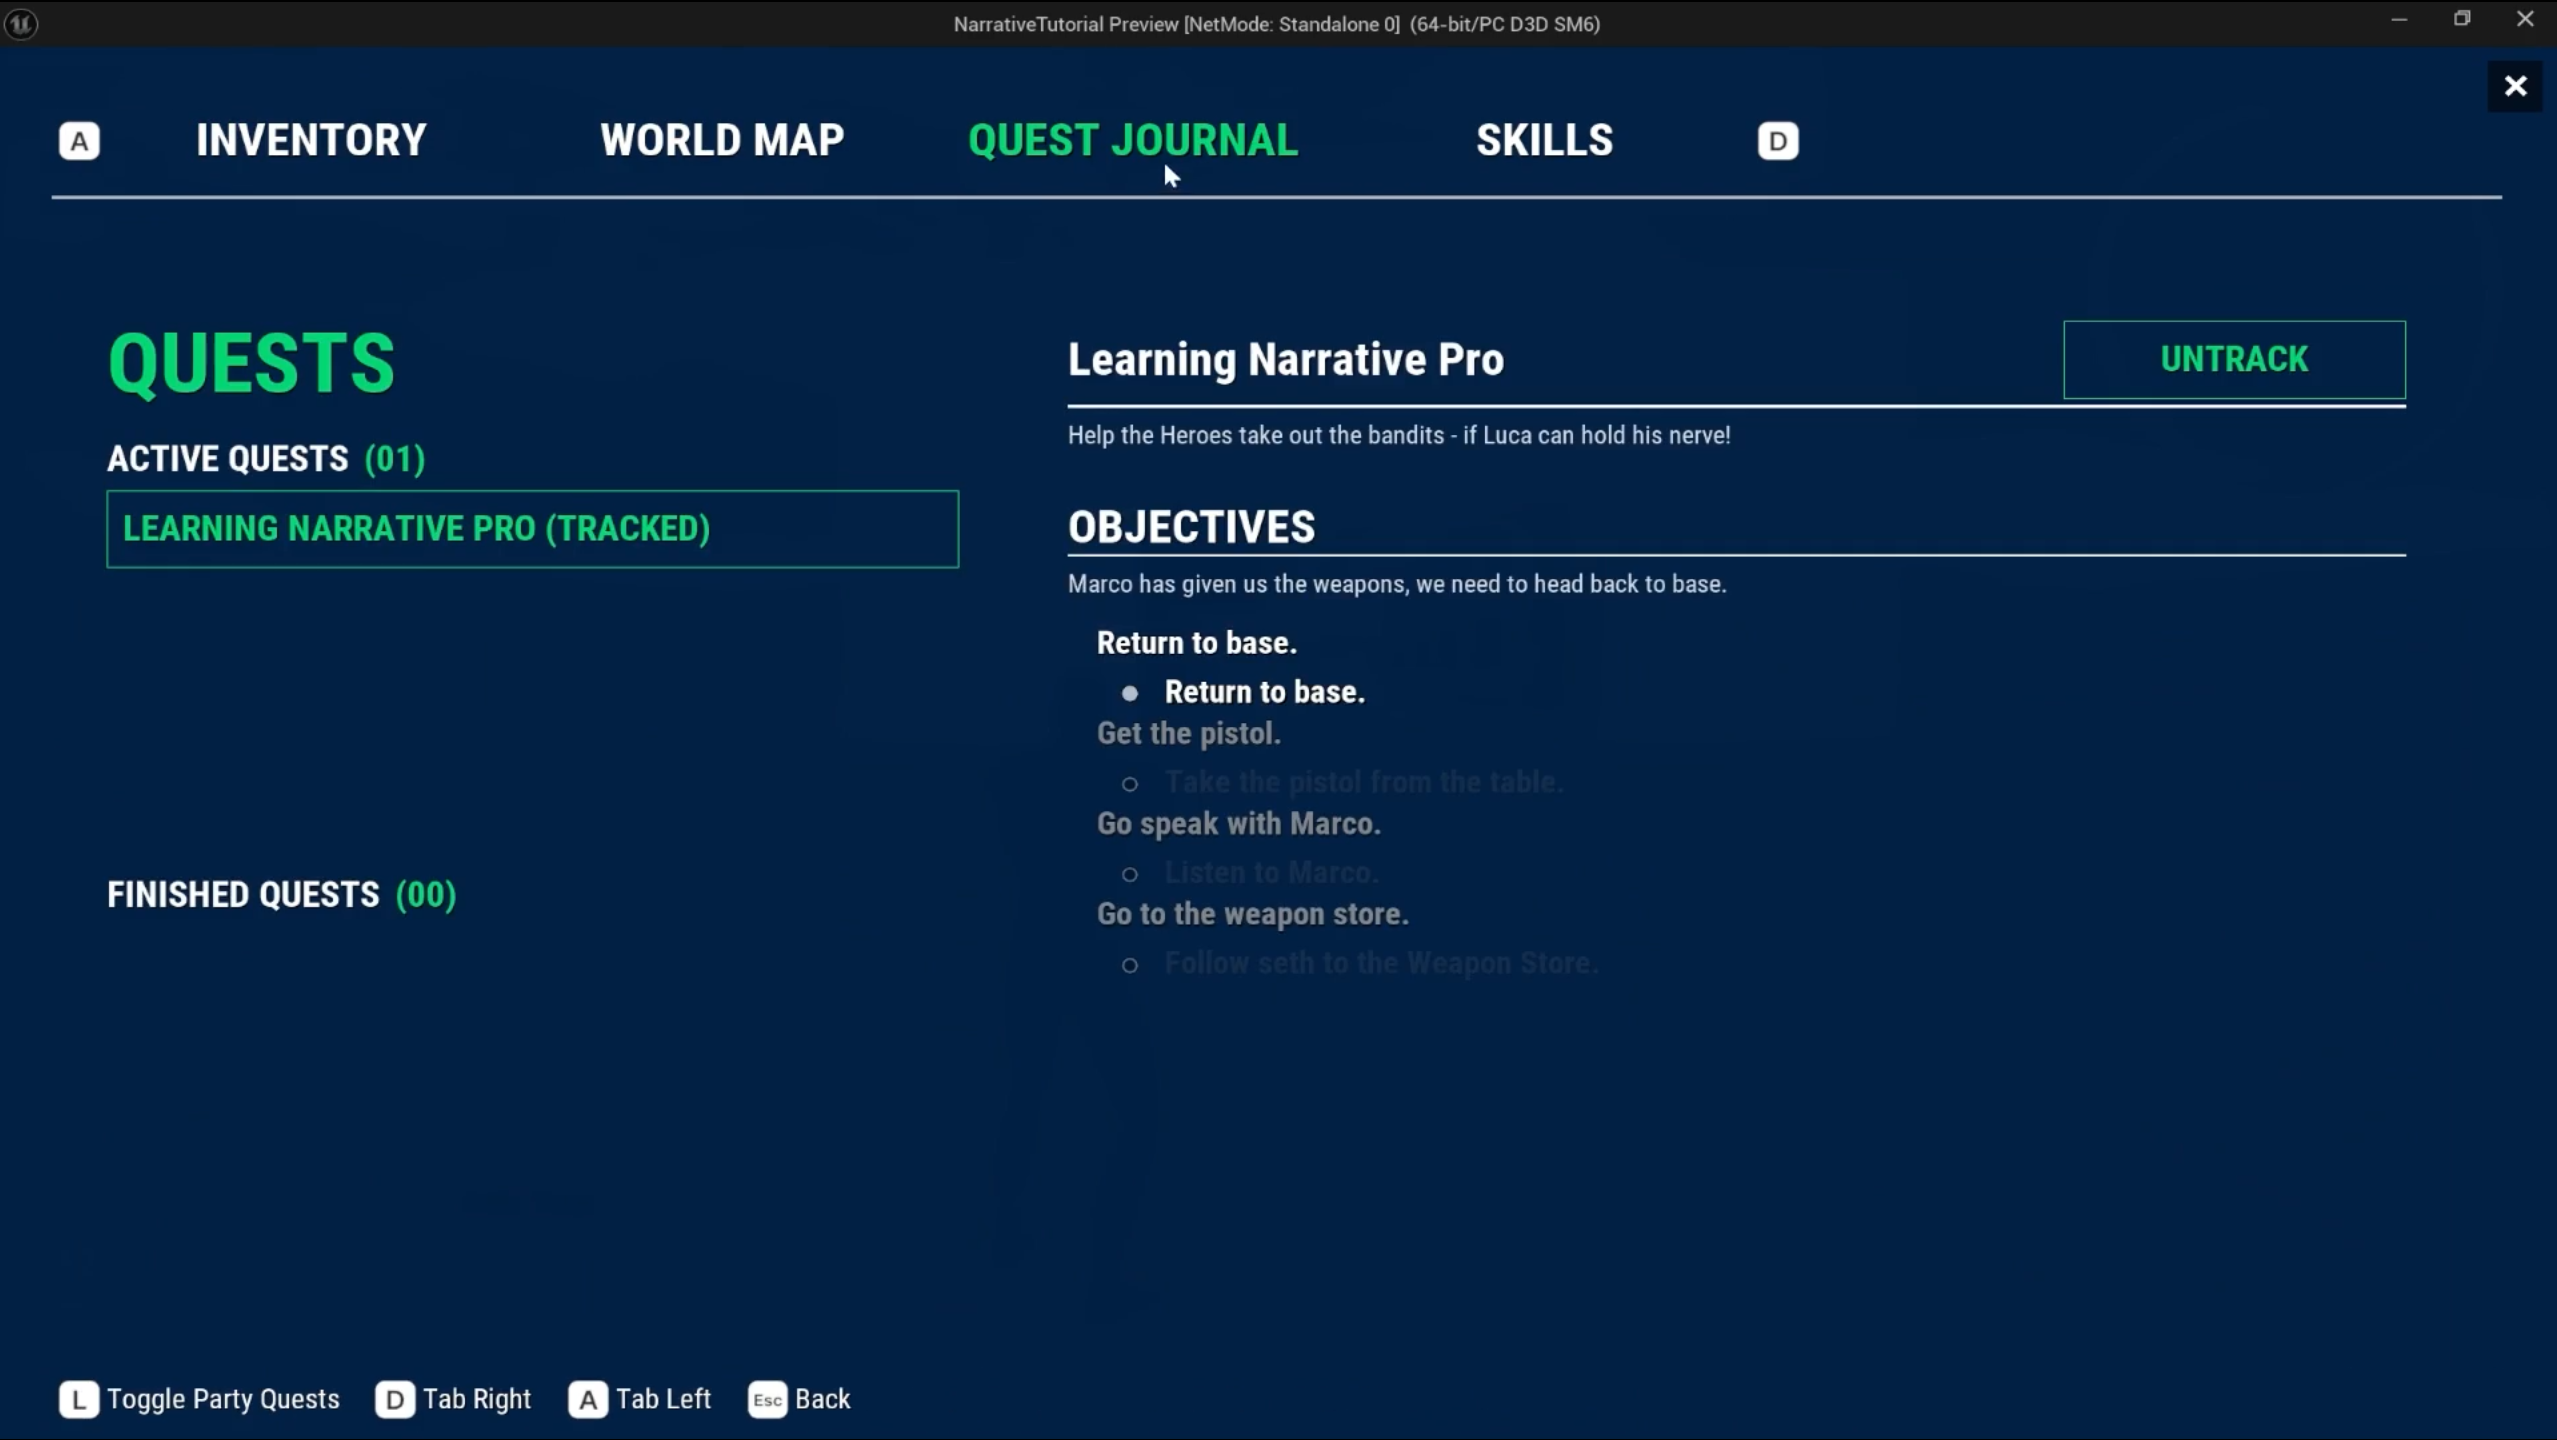 NarrativeTutorial Preview [NetMode: Standalone 0] (64-bit/PC D3D SM6)
A INVENTORY WORLD MAP QUEST JOURNAL SKILLS D
QUESTS
ACTIVE QUESTS (01)
LEARNING NARRATIVE PRO (TRACKED)
FINISHED QUESTS (00)
Learning Narrative Pro
UNTRACK
Help the Heroes take out the bandits - if Luca can hold his nerve!
OBJECTIVES
Marco has given us the weapons, we need to head back to base.
Return to base.
Return to base.
Get the pistol.
Take the pistol from the table.
Go speak with Marco.
Listen to Marco.
Go to the weapon store.
Follow seth to the Weapon Store.
L Toggle Party Quests D Tab Right A Tab Left Esc Back